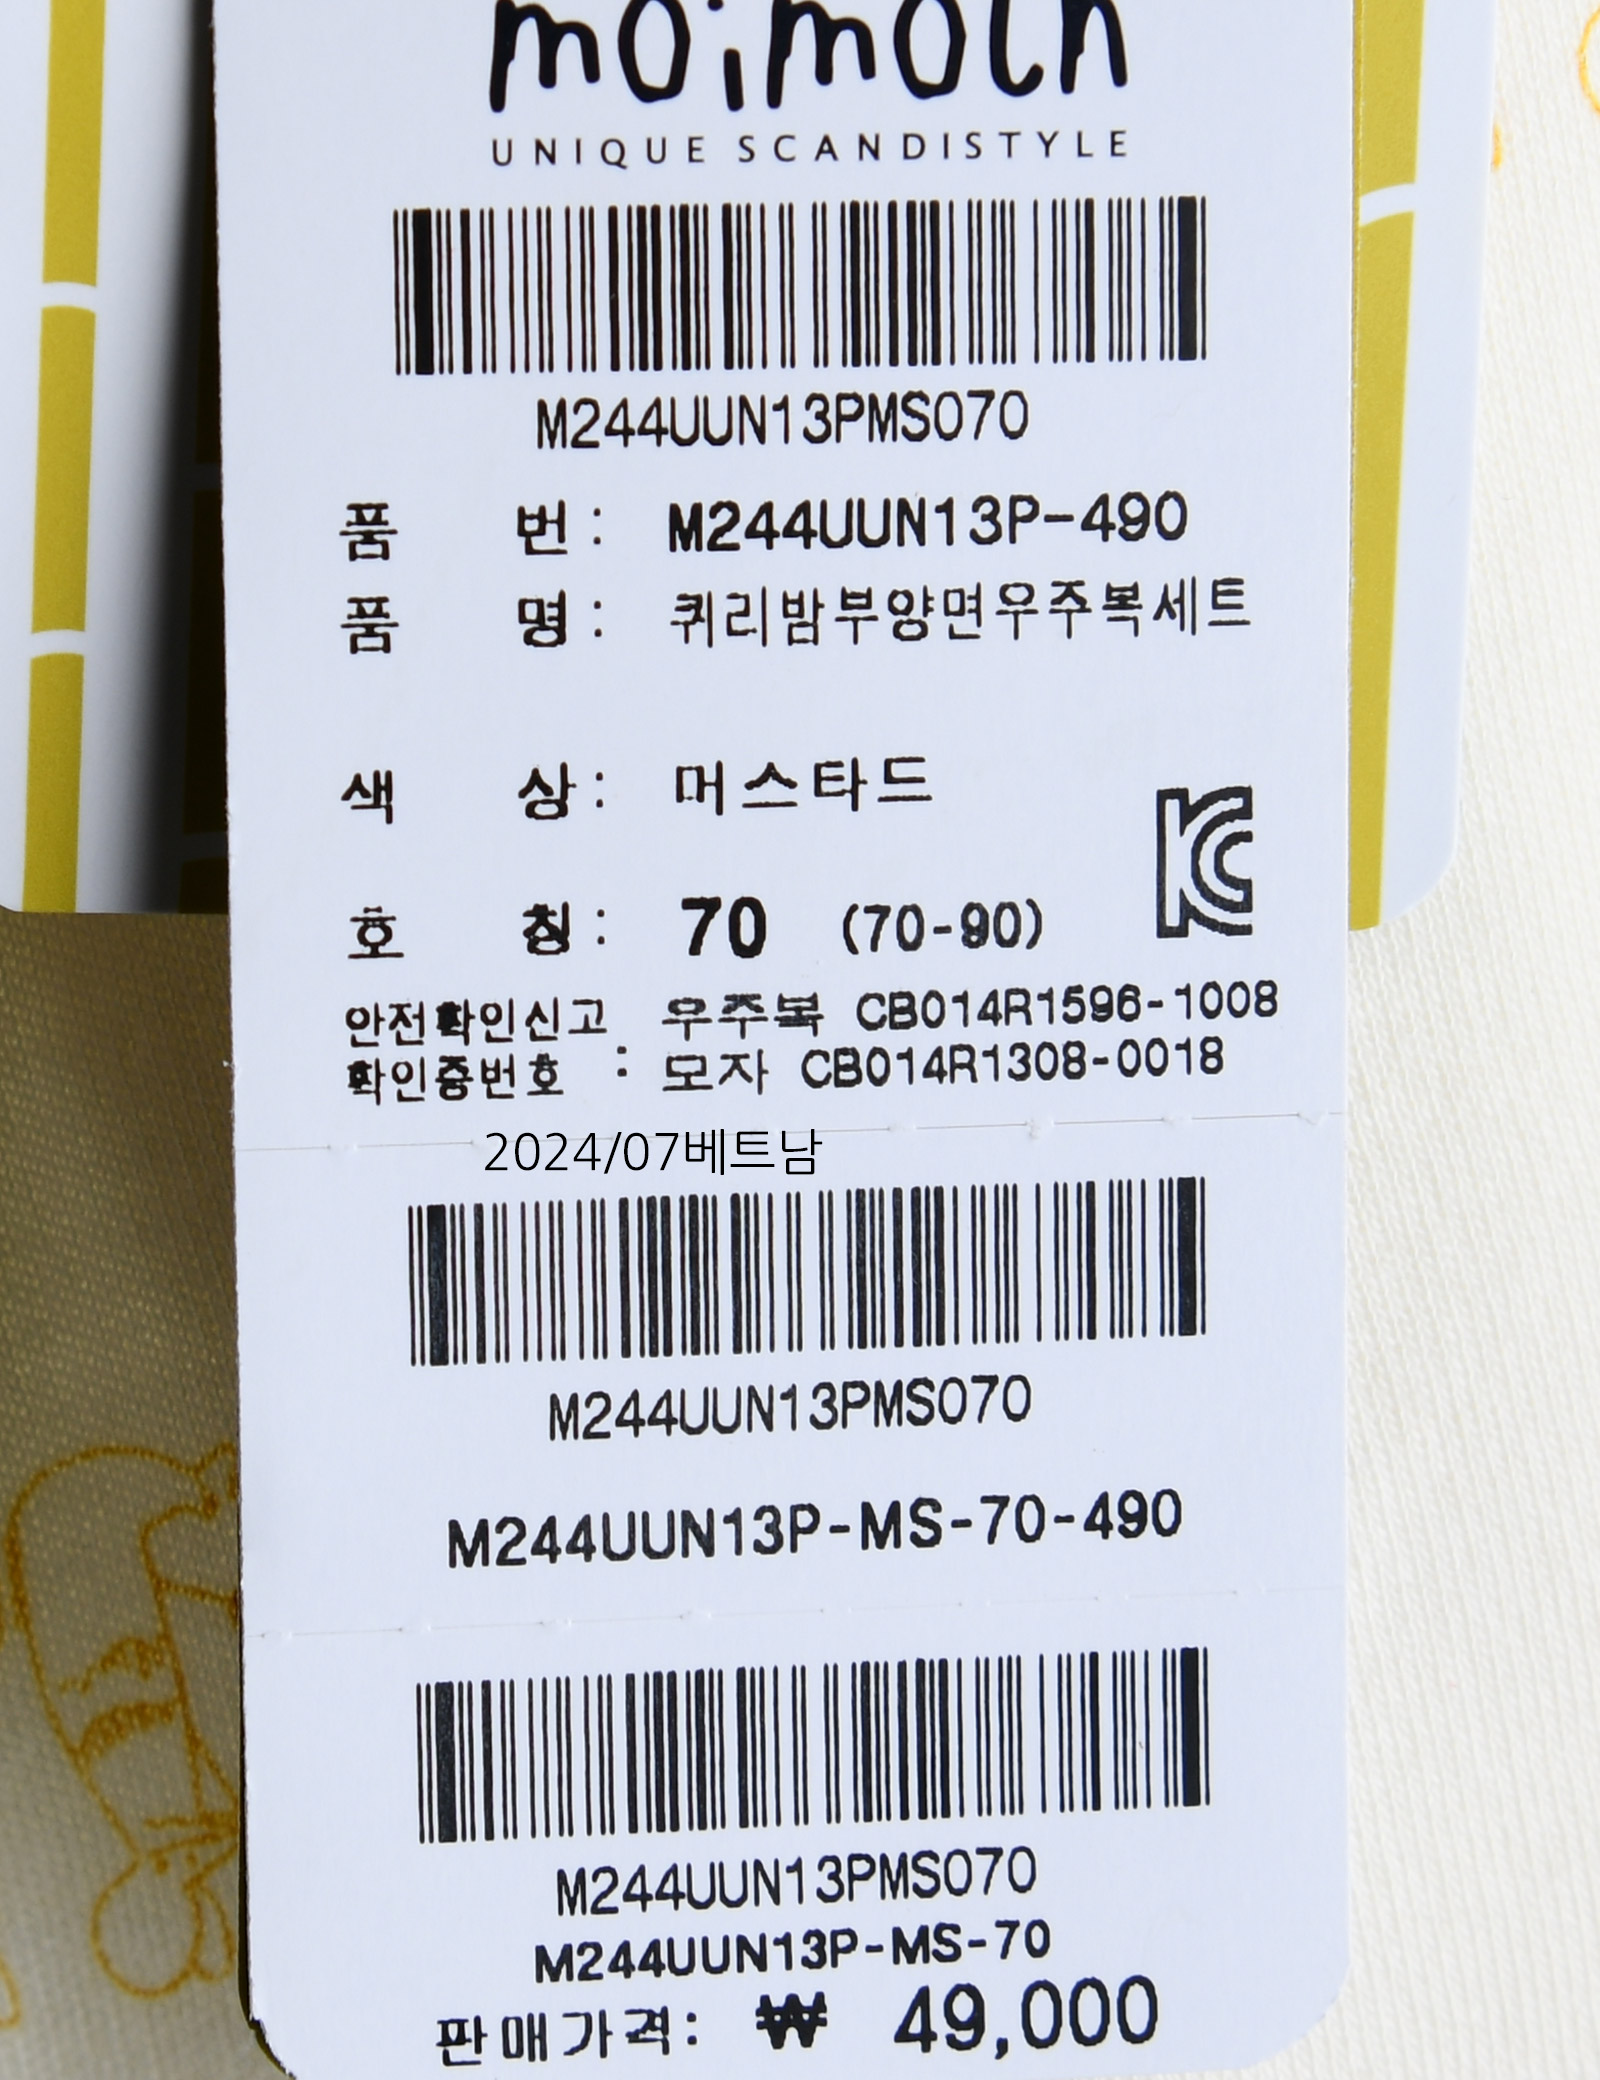 moimoln
UNIQUE SCANDISTYLE
M244UUN13PMS070
품 번 : M244UUN13P-490
품 명 : 퀴리밤부양면우주복세트
색 상 : 머스타드
호 칭 : 70 (70-90)
안전확인신고 우주복 CB014R1596-1008
확인증번호 : 모자 CB014R1308-0018
2024/07베트남
M244UUN13PMS070
M244UUN13P-MS-70-490
M244UUN13PMS070
M244UUN13P-MS-70
판매가격: ₩ 49,000